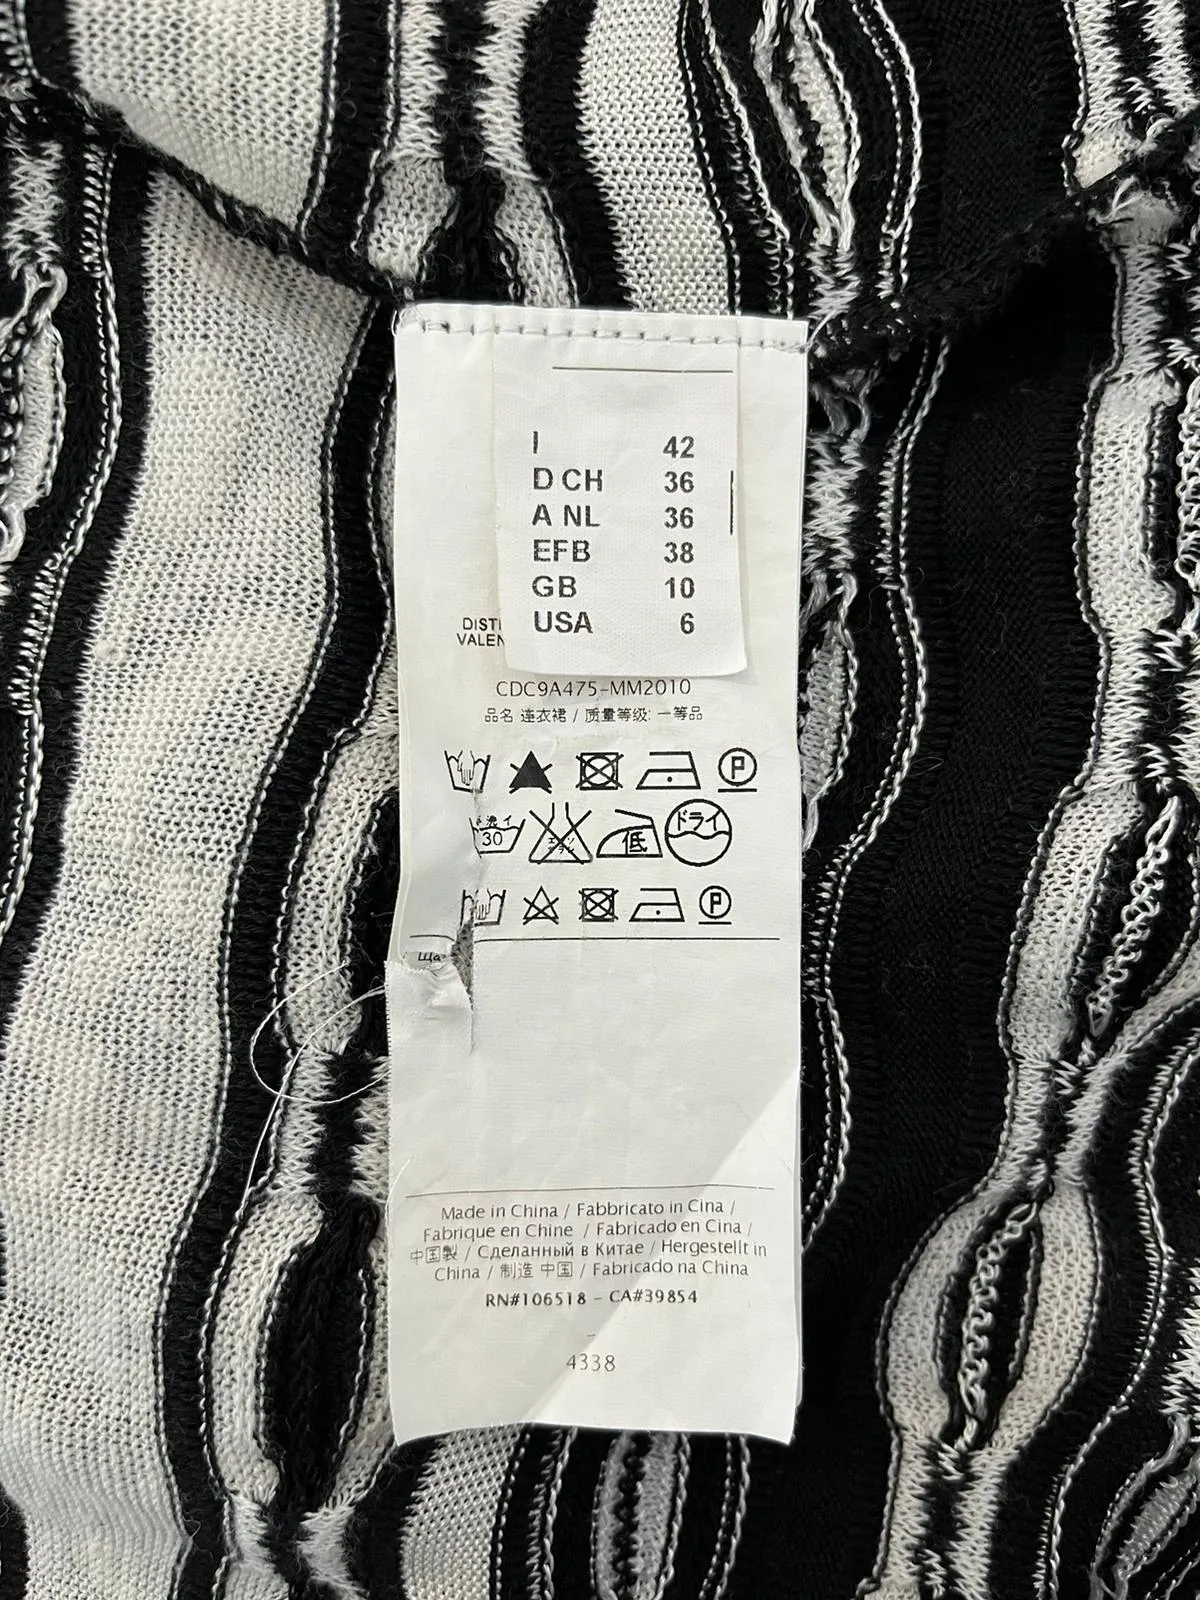 I 42
D CH 36
A NL 36
EFB 38
GB 10
USA 6
DISTI
VALEN
CDC9A475-MM2010
品名 连衣裙 / 质量等级: 一等品
P
30
低 ドライ
P
Made in China / Fabbricato in Cina /
Fabrique en Chine / Fabricado en Cina /
中国製 / Сделанный в Китае / Hergestellt in
China / 制造 中国 / Fabricado na China
RN#106518 - CA#39854
4338